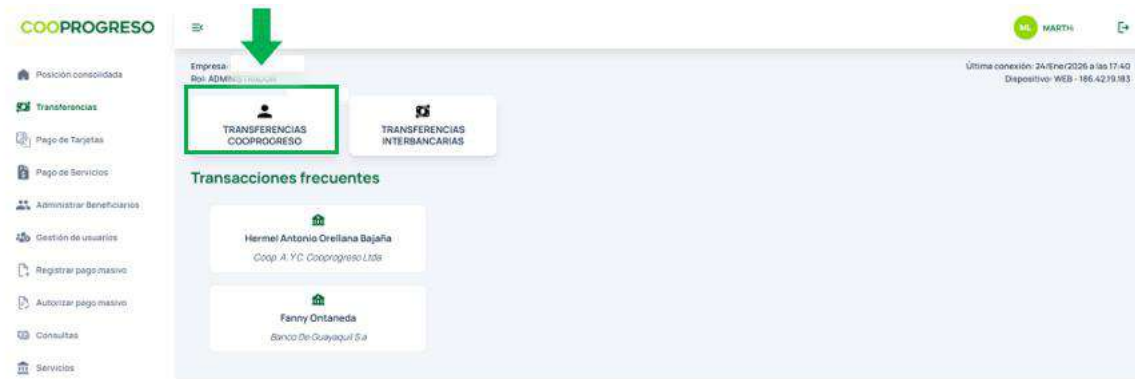 COOPROGRESO
ML MARTH
Empresa:
Rol: ADMINISTRADOR
Última conexión: 24/Ene/2026 a las 17:40
Dispositivo: WEB - 186.42.19.183
Posición consolidada
Transferencias
Pago de Tarjetas
Pago de Servicios
Administrar Beneficiarios
Gestión de usuarios
Registrar pago masivo
Autorizar pago masivo
Consultas
Servicios
TRANSFERENCIAS
COOPROGRESO
TRANSFERENCIAS
INTERBANCARIAS
Transacciones frecuentes
Hermel Antonio Orellana Bajaña
Coop. A. Y C. Cooprogreso Ltda
Fanny Ontaneda
Banco De Guayaquil S.a